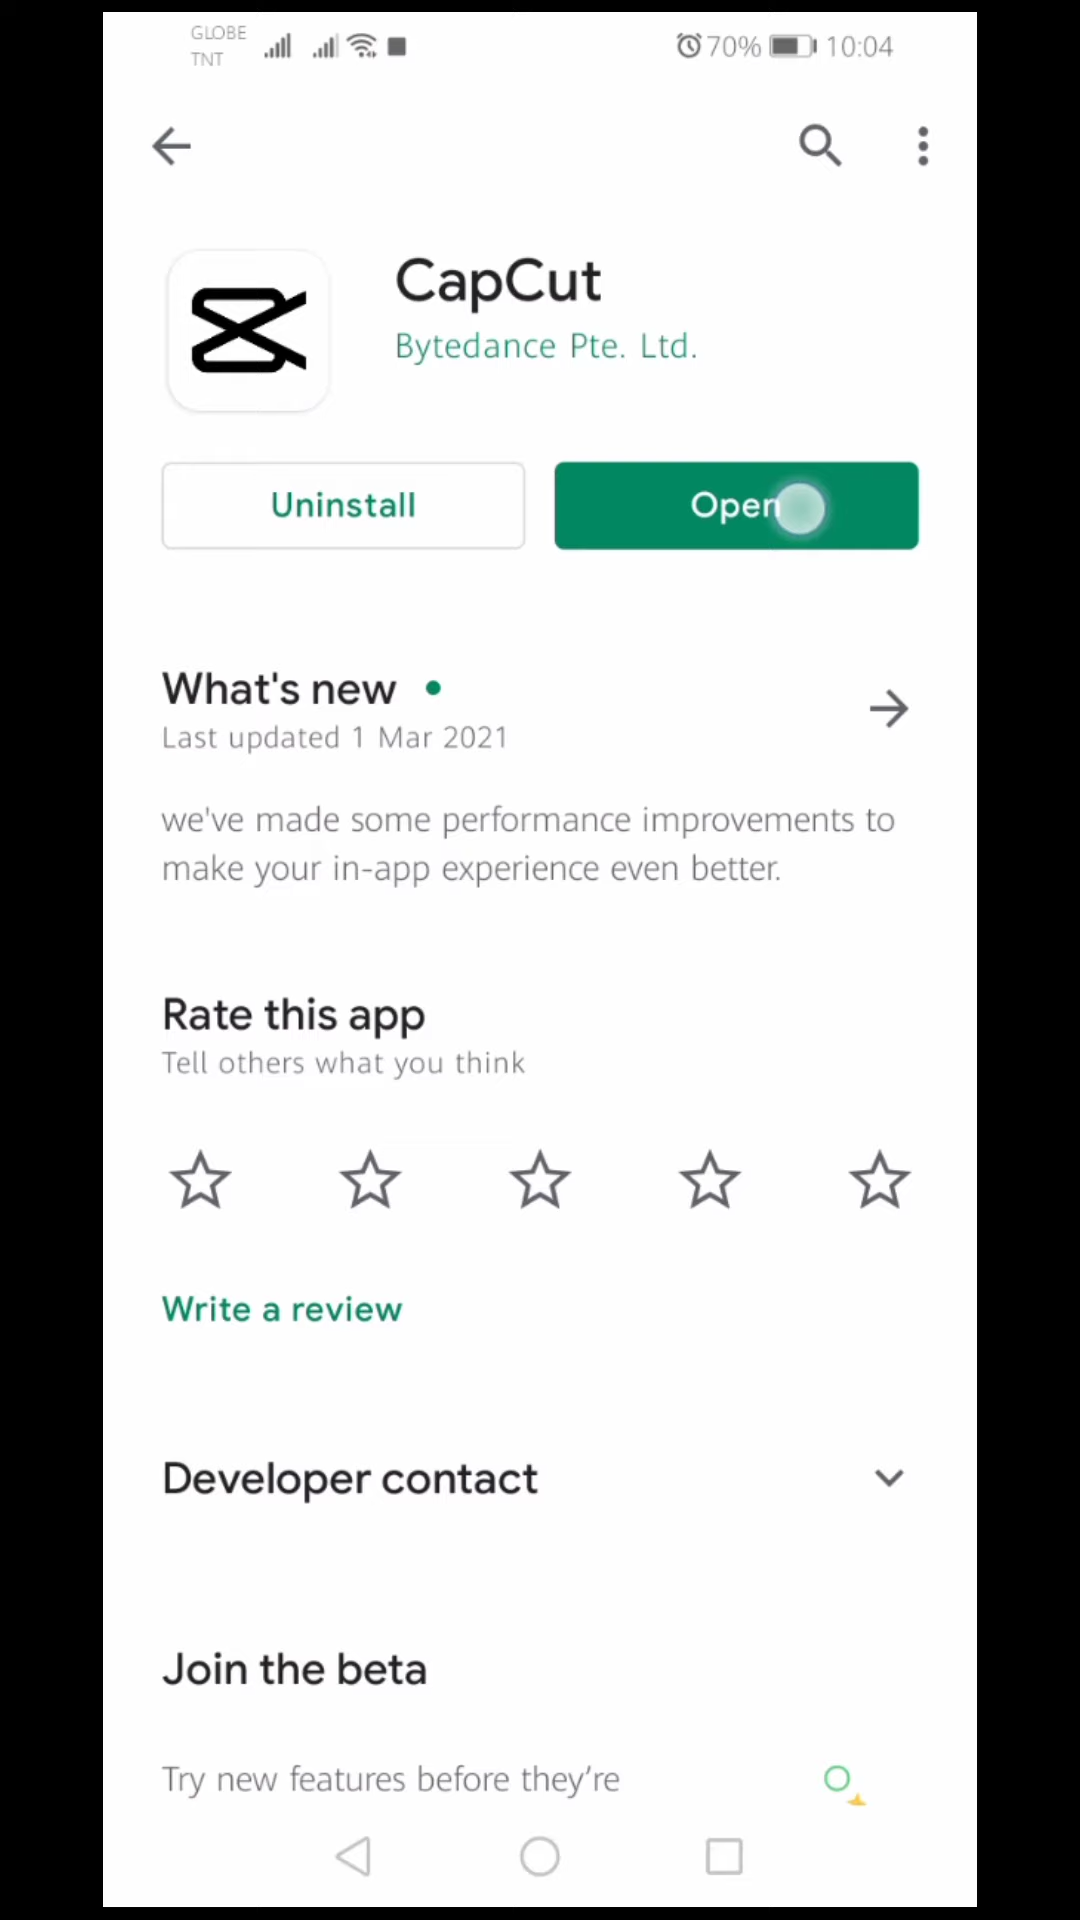 GLOBE
TNT
70% 10:04
CapCut
Bytedance Pte. Ltd.
Uninstall
Open
What's new
Last updated 1 Mar 2021
we've made some performance improvements to
make your in-app experience even better.
Rate this app
Tell others what you think
Write a review
Developer contact
Join the beta
Try new features before they’re